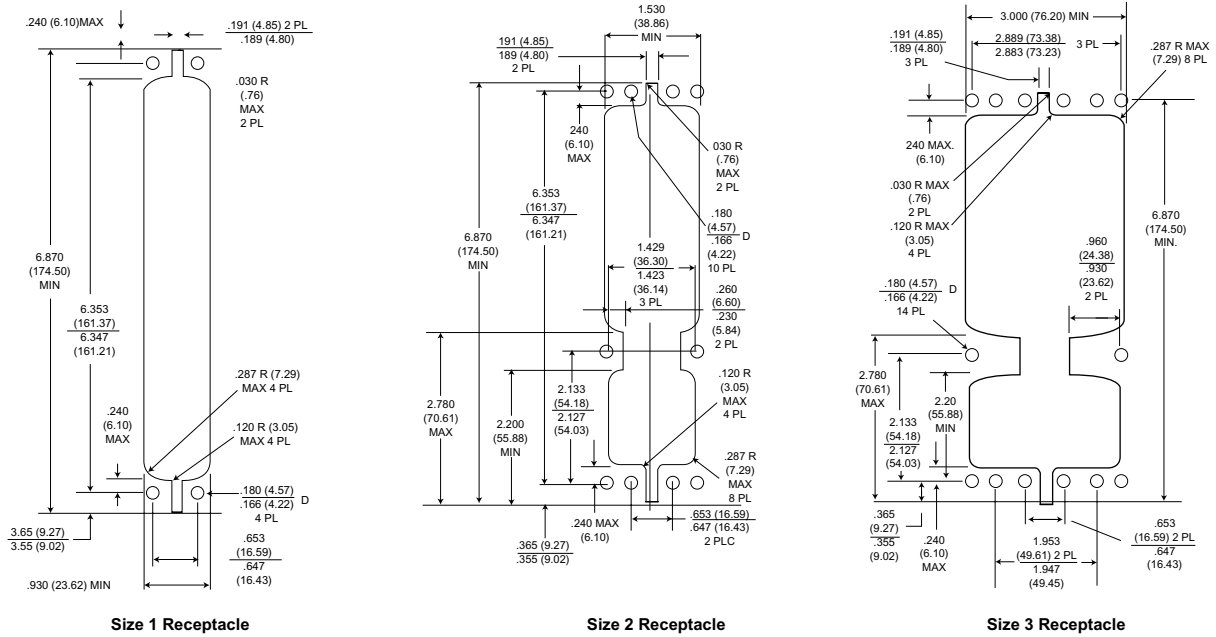 .240 (6.10)MAX
.191 (4.85) 2 PL
.189 (4.80)
.030 R
(.76)
MAX
2 PL
6.870
(174.50)
MIN
6.353
(161.37)
6.347
(161.21)
.287 R (7.29)
MAX 4 PL
.240
(6.10)
MAX
.120 R (3.05)
MAX 4 PL
.180 (4.57)
.166 (4.22)
D
4 PL
3.65 (9.27)
3.55 (9.02)
.653
(16.59)
.647
(16.43)
.930 (23.62) MIN
Size 1 Receptacle
1.530
(38.86)
MIN
191 (4.85)
189 (4.80)
2 PL
240
(6.10)
MAX
030 R
(.76)
MAX
2 PL
6.353
(161.37)
6.347
(161.21)
6.870
(174.50)
MIN
.180
(4.57)
.166
(4.22)
D
10 PL
1.429
(36.30)
1.423
(36.14)
3 PL
.260
(6.60)
.230
(5.84)
2 PL
2.780
(70.61)
MAX
2.200
(55.88)
MIN
2.133
(54.18)
2.127
(54.03)
.120 R
(3.05)
MAX
4 PL
.287 R
(7.29)
MAX
8 PL
.240 MAX
(6.10)
.653 (16.59)
.647 (16.43)
2 PLC
.365 (9.27)
.355 (9.02)
Size 2 Receptacle
3.000 (76.20) MIN
.191 (4.85)
.189 (4.80)
3 PL
2.889 (73.38)
2.883 (73.23)
3 PL
.287 R MAX
(7.29) 8 PL
240 MAX.
(6.10)
.030 R MAX
(.76)
2 PL
.120 R MAX
(3.05)
4 PL
6.870
(174.50)
MIN.
.960
(24.38)
.930
(23.62)
2 PL
.180 (4.57)
.166 (4.22)
D
14 PL
2.780
(70.61)
MAX
2.133
(54.18)
2.127
(54.03)
2.20
(55.88)
MIN
.365
(9.27)
.355
(9.02)
.240
(6.10)
MAX
1.953
(49.61) 2 PL
1.947
(49.45)
.653
(16.59) 2 PL
.647
(16.43)
Size 3 Receptacle